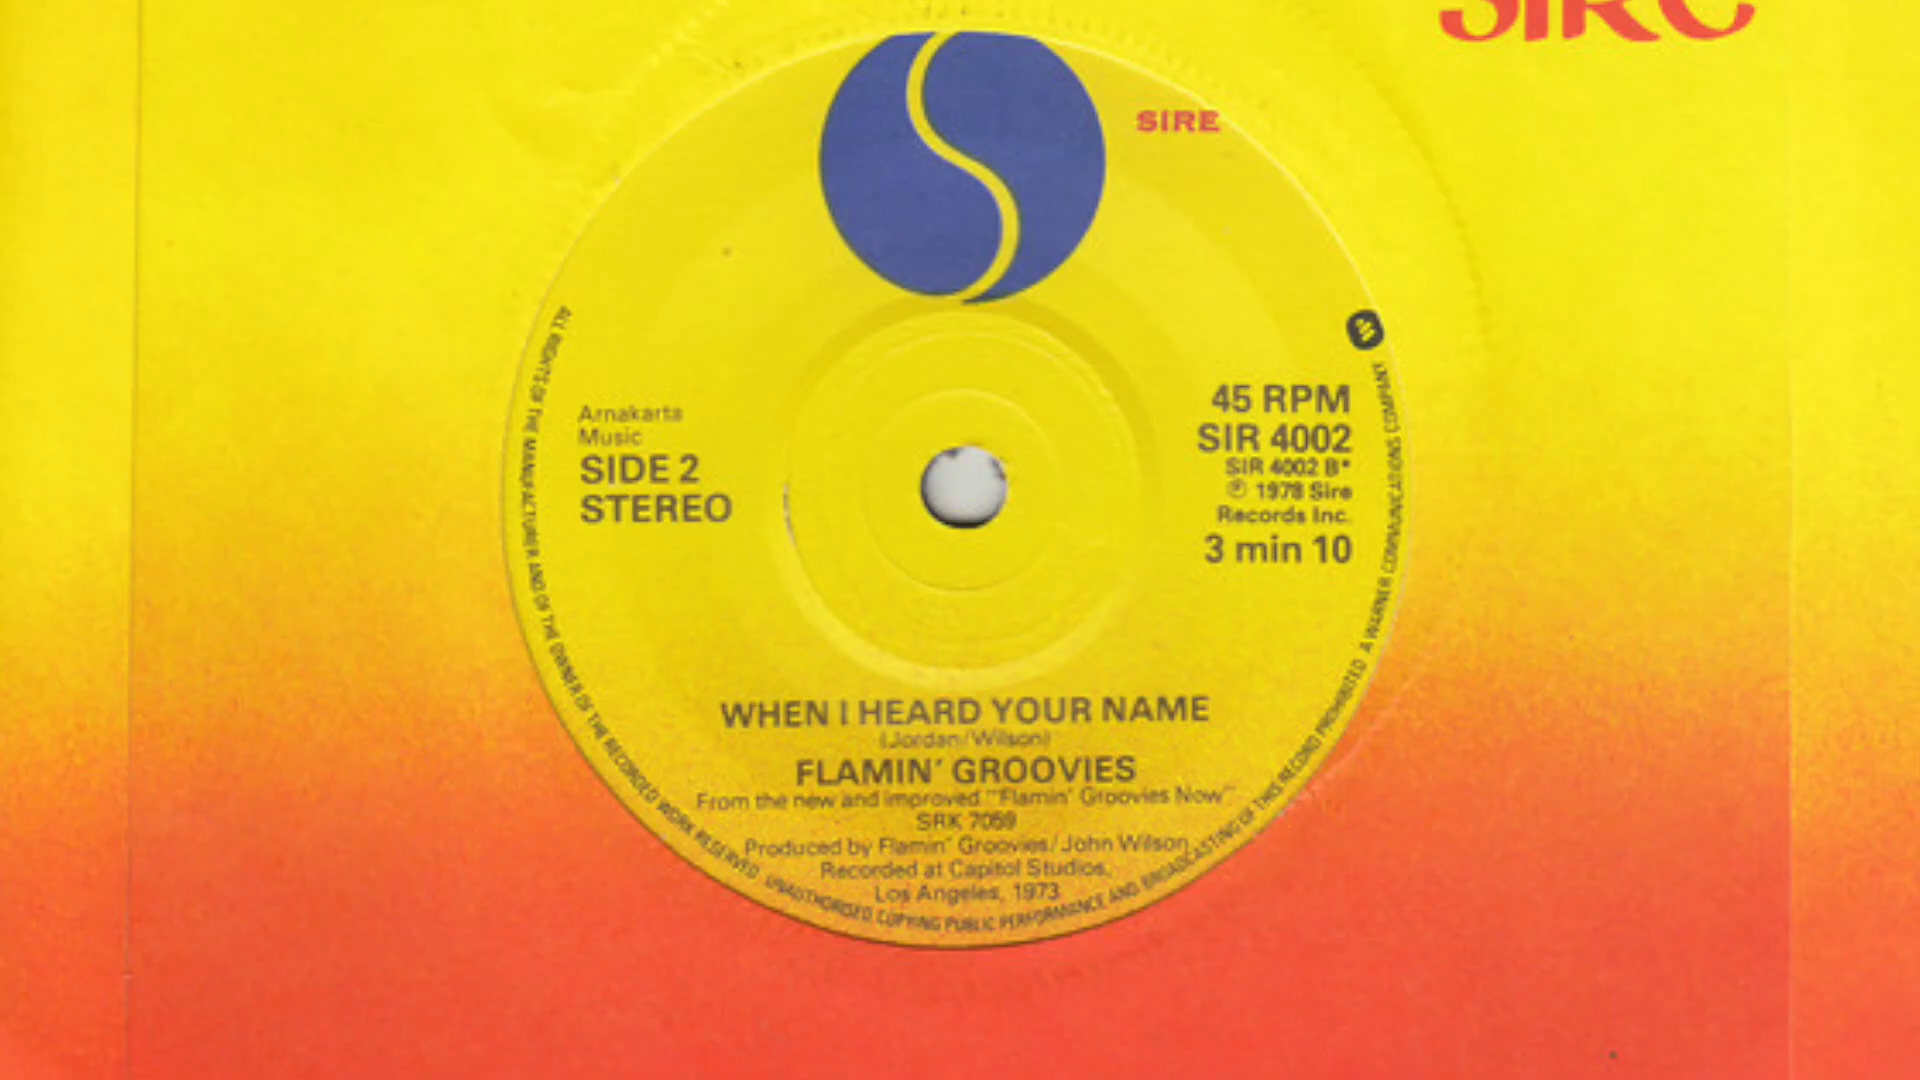 SIRE
SIRE
Arnakarta
Music
SIDE 2
STEREO
45 RPM
SIR 4002
SIR 4002 B*
℗ 1978 Sire
Records Inc.
3 min 10
WHEN I HEARD YOUR NAME
(Jordan/Wilson)
FLAMIN' GROOVIES
From the new and improved "Flamin' Groovies Now"
SRK 7059
Produced by Flamin' Groovies/John Wilson
Recorded at Capitol Studios,
Los Angeles, 1973
ALL RIGHTS OF THE MANUFACTURER AND OF THE OWNER OF THE RECORDED WORK RESERVED. UNAUTHORISED COPYING PUBLIC PERFORMANCE AND BROADCASTING OF THIS RECORD PROHIBITED. A WARNER COMMUNICATIONS COMPANY